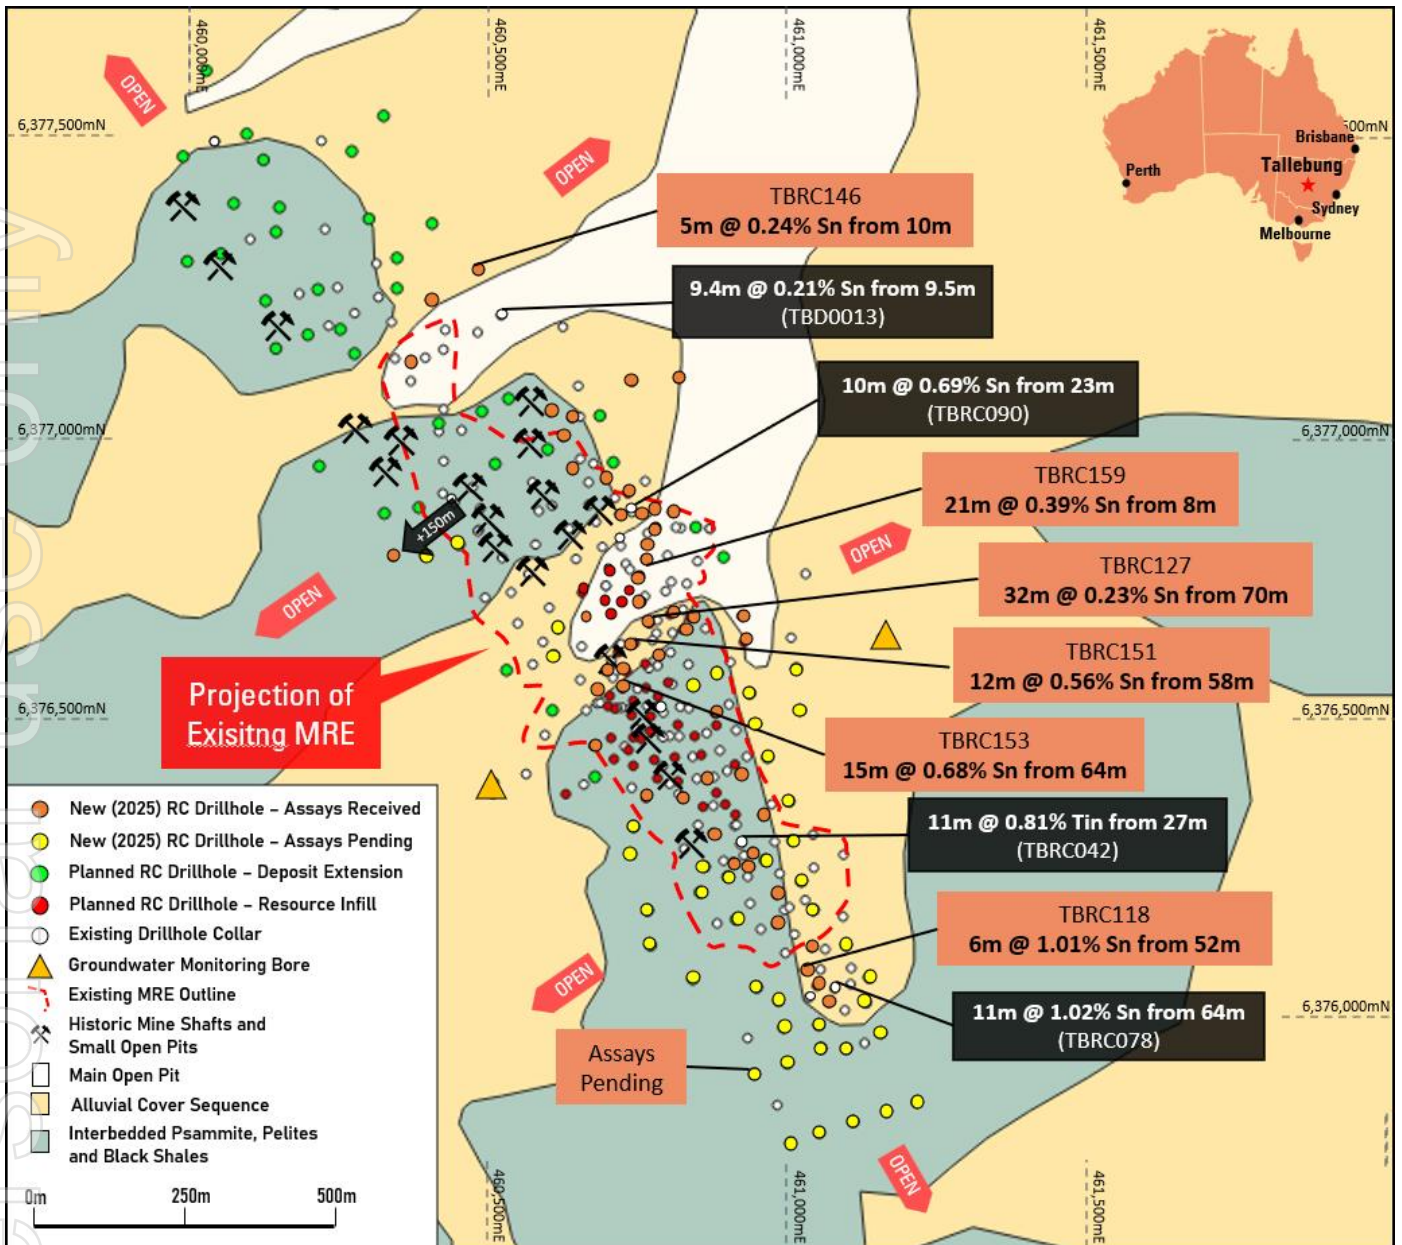 460,000mE
460,500mE
461,000mE
461,500mE
OPEN
6,377,500mN
OPEN
500mN
Brisbane
Perth
Tallebung
Sydney
Melbourne
TBRC146
5m @ 0.24% Sn from 10m
9.4m @ 0.21% Sn from 9.5m
(TBD0013)
10m @ 0.69% Sn from 23m
(TBRC090)
6,377,000mN
6,377,000mN
TBRC159
21m @ 0.39% Sn from 8m
+150m
OPEN
OPEN
TBRC127
32m @ 0.23% Sn from 70m
TBRC151
12m @ 0.56% Sn from 58m
Projection of
Exisitng MRE
6,376,500mN
6,376,500mN
TBRC153
15m @ 0.68% Sn from 64m
11m @ 0.81% Tin from 27m
(TBRC042)
TBRC118
6m @ 1.01% Sn from 52m
OPEN
11m @ 1.02% Sn from 64m
(TBRC078)
6,376,000mN
Assays
Pending
New (2025) RC Drillhole – Assays Received
New (2025) RC Drillhole – Assays Pending
Planned RC Drillhole – Deposit Extension
Planned RC Drillhole – Resource Infill
Existing Drillhole Collar
Groundwater Monitoring Bore
Existing MRE Outline
Historic Mine Shafts and
Small Open Pits
Main Open Pit
Alluvial Cover Sequence
Interbedded Psammite, Pelites
and Black Shales
0m
250m
500m
460,500mE
461,000mE
461,500mE
OPEN